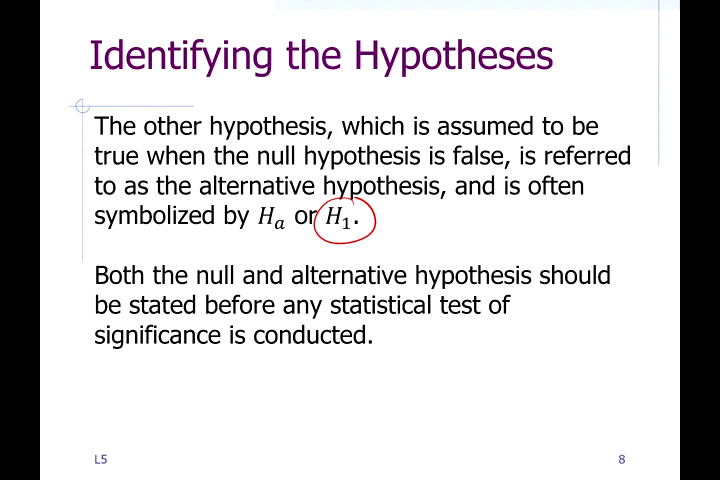 Identifying the Hypotheses
The other hypothesis, which is assumed to be
true when the null hypothesis is false, is referred
to as the alternative hypothesis, and is often
symbolized by Hₐ or H₁.
Both the null and alternative hypothesis should
be stated before any statistical test of
significance is conducted.
L5
8